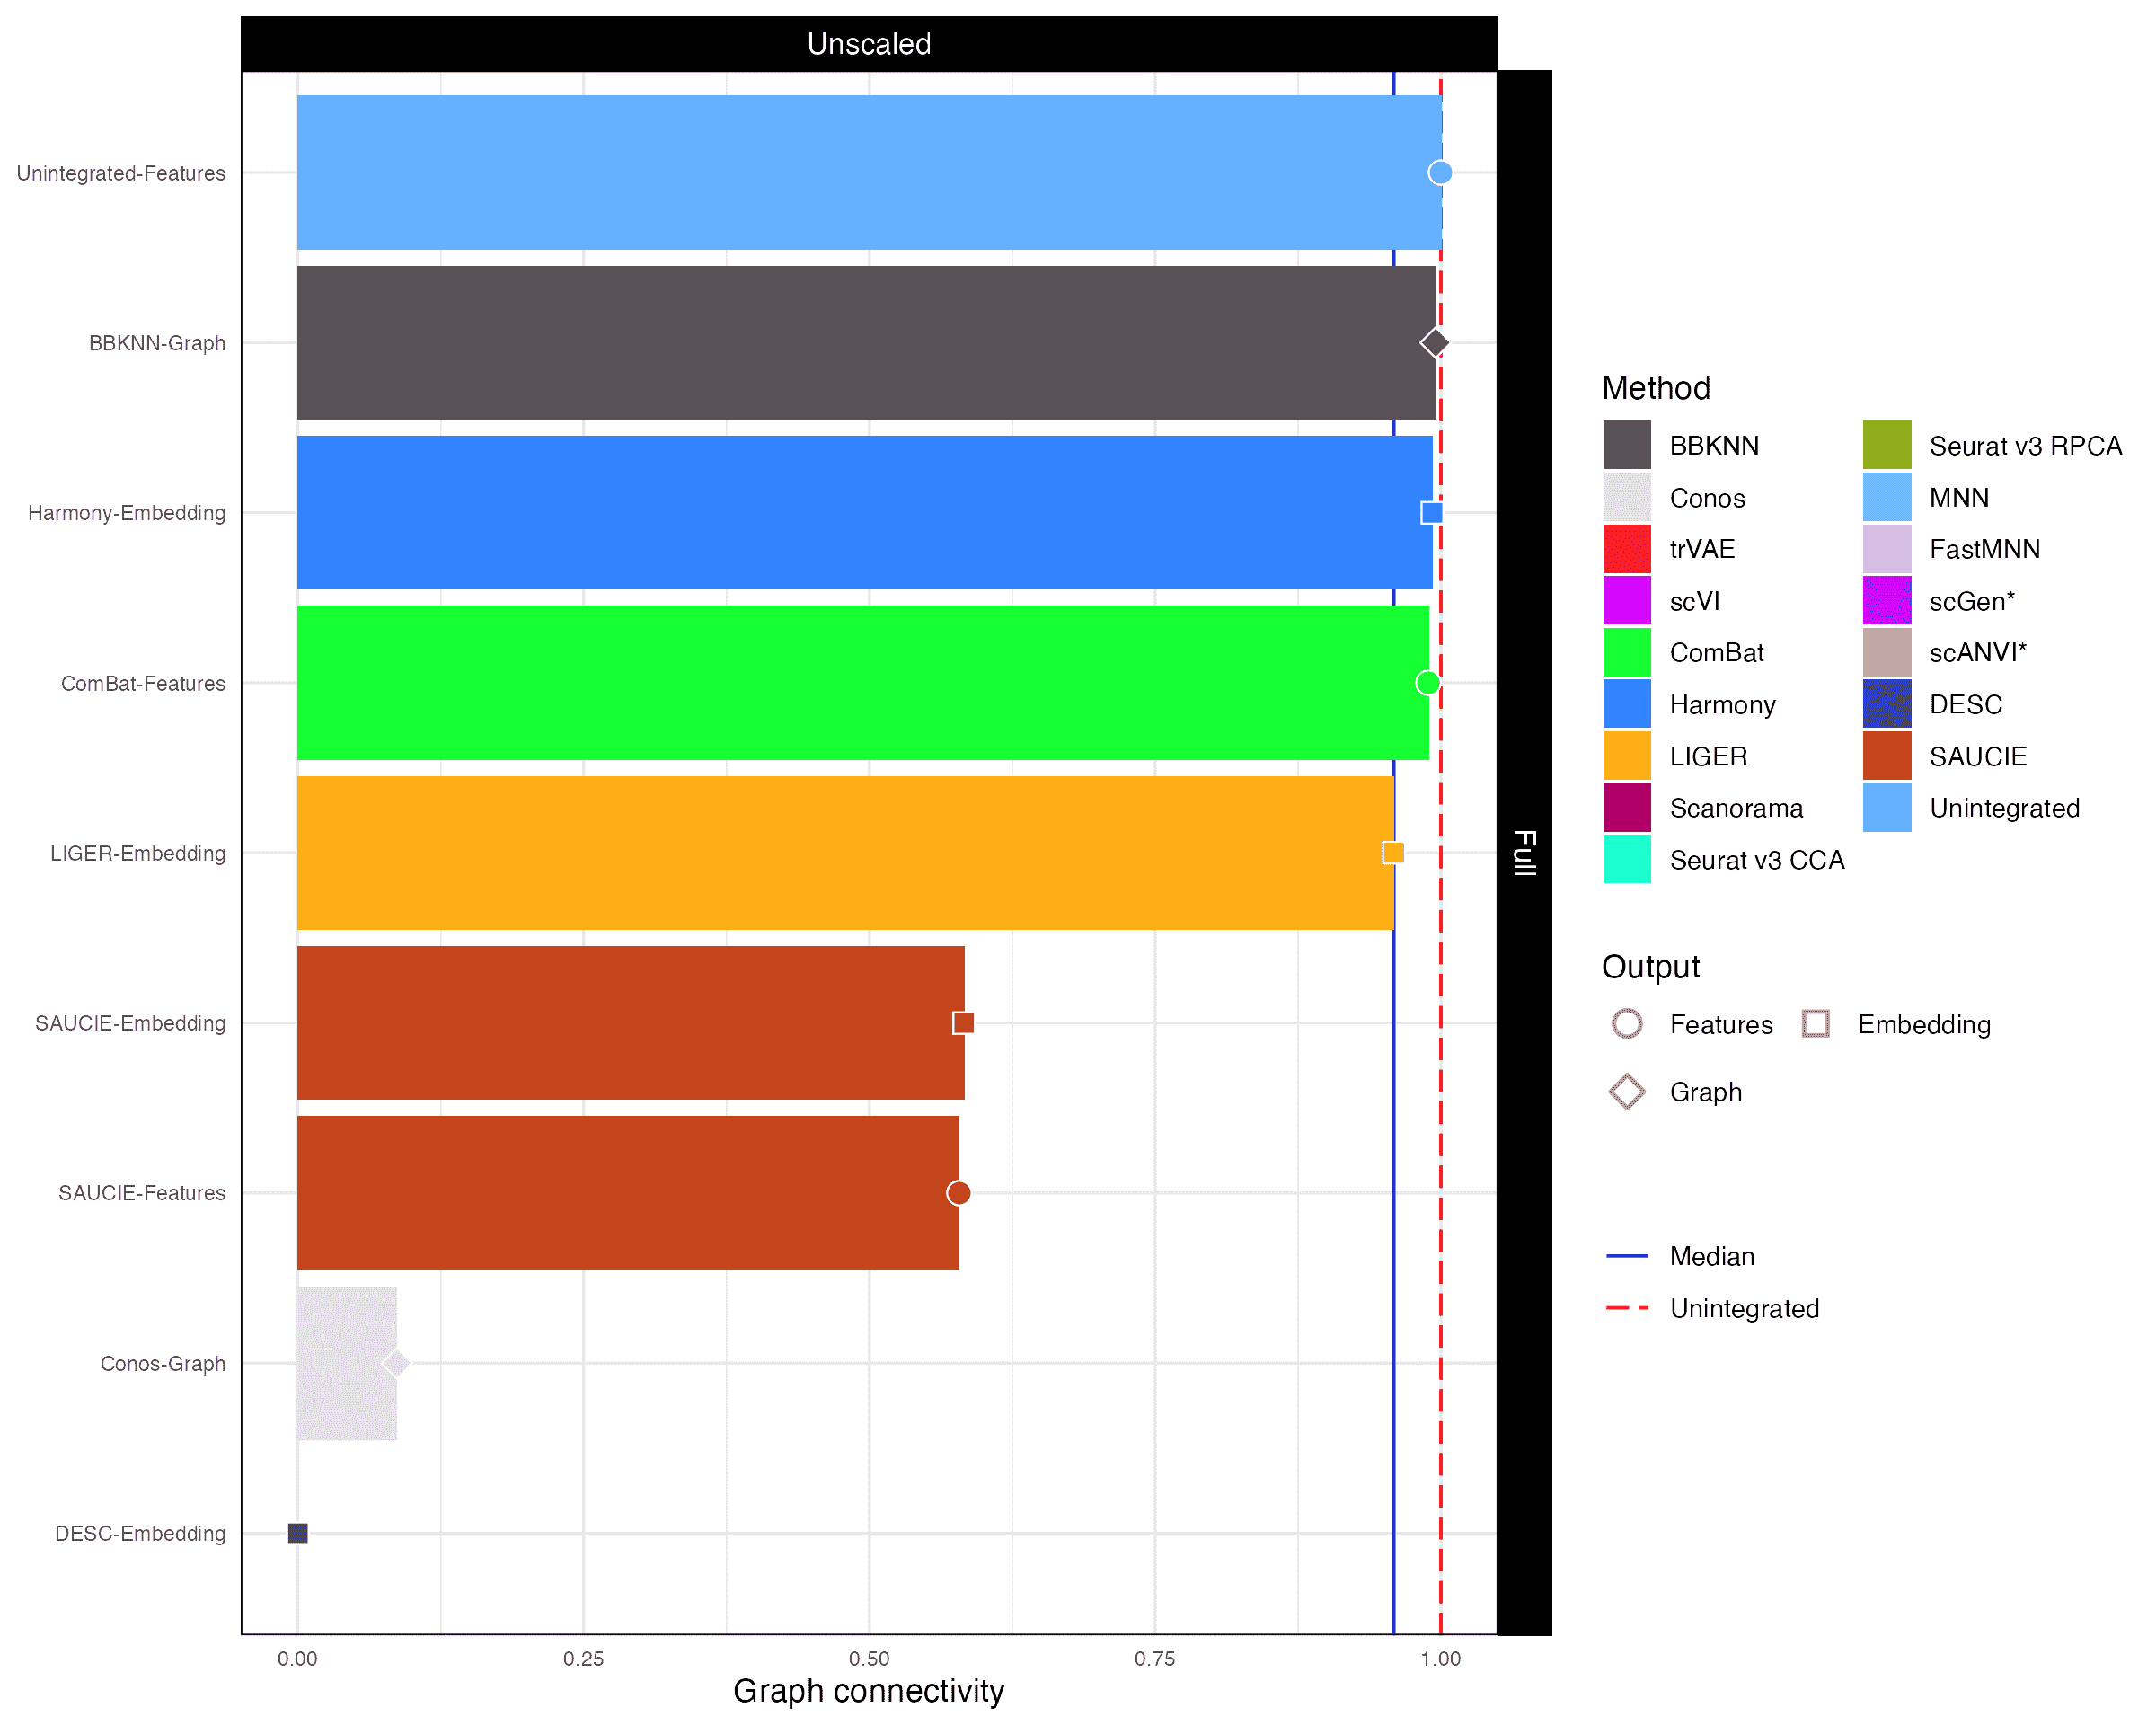 Unscaled
Unintegrated-Features
BBKNN-Graph
Harmony-Embedding
ComBat-Features
LIGER-Embedding
SAUCIE-Embedding
SAUCIE-Features
Conos-Graph
DESC-Embedding
0.00
0.25
0.50
0.75
1.00
Graph connectivity
Full
Method
BBKNN
Conos
trVAE
scVI
ComBat
Harmony
LIGER
Scanorama
Seurat v3 CCA
Seurat v3 RPCA
MNN
FastMNN
scGen*
scANVI*
DESC
SAUCIE
Unintegrated
Output
Features
Embedding
Graph
Median
Unintegrated